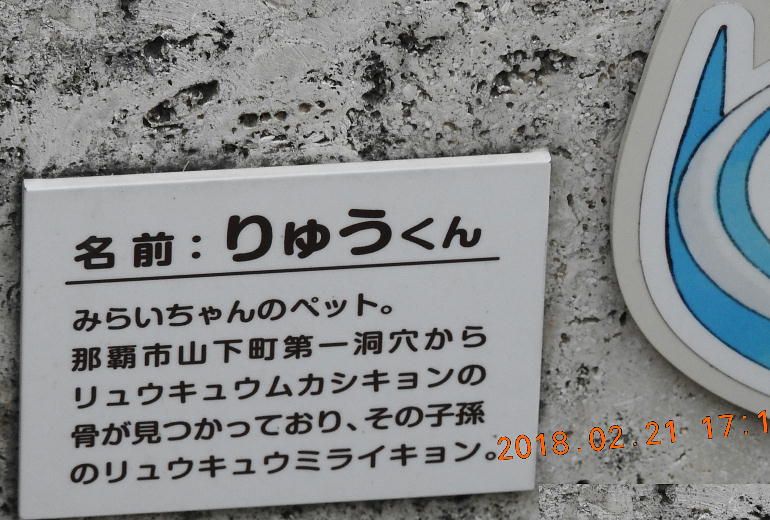 名前：りゅうくん
みらいちゃんのペット。
那覇市山下町第一洞穴から
リュウキュウムカシキョンの
骨が見つかっており、その子孫
のリュウキュウミライキョン。
2018.02.21 17:1